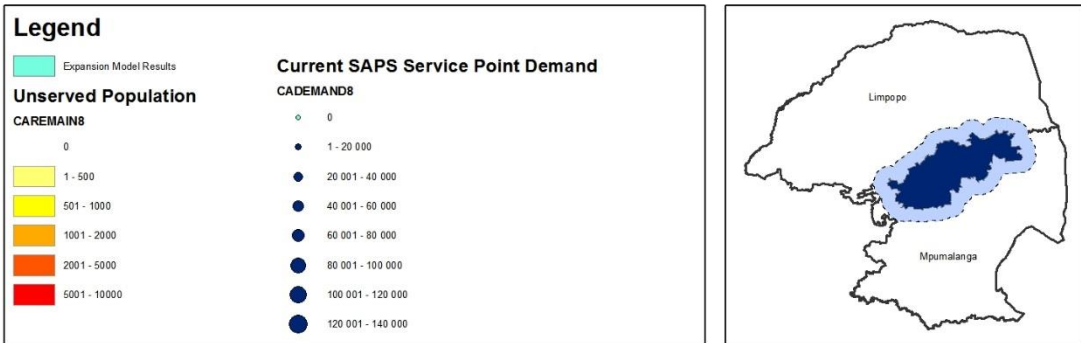 Legend
Expansion Model Results
Unserved Population
CAREMAIN8
0
1 - 500
501 - 1000
1001 - 2000
2001 - 5000
5001 - 10000
Current SAPS Service Point Demand
CADEMAND8
0
1 - 20 000
20 001 - 40 000
40 001 - 60 000
60 001 - 80 000
80 001 - 100 000
100 001 - 120 000
120 001 - 140 000
Limpopo
Mpumalanga